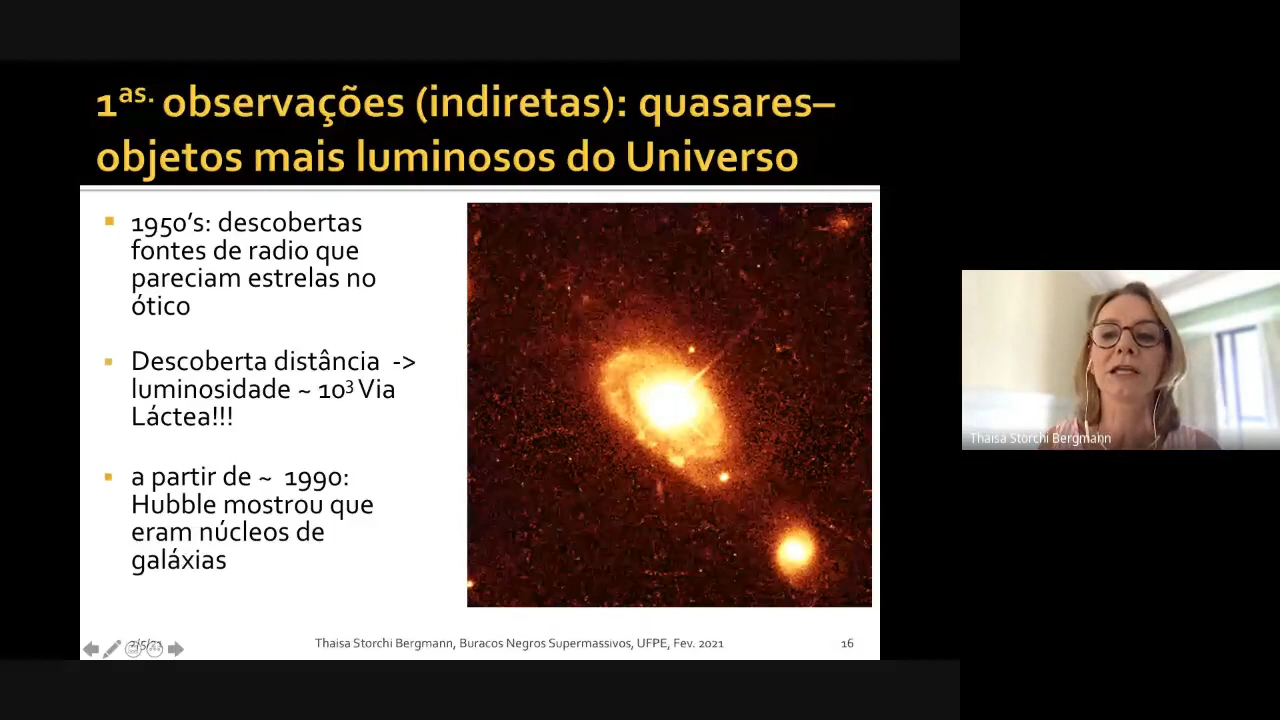 1as. observações (indiretas): quasares–
objetos mais luminosos do Universo
1950’s: descobertas
fontes de radio que
pareciam estrelas no
ótico
Descoberta distância ->
luminosidade ~ 10³ Via
Láctea!!!
a partir de ~ 1990:
Hubble mostrou que
eram núcleos de
galáxias
Thaisa Storchi Bergmann, Buracos Negros Supermassivos, UFPE, Fev. 2021
16
Thaisa Storchi Bergmann